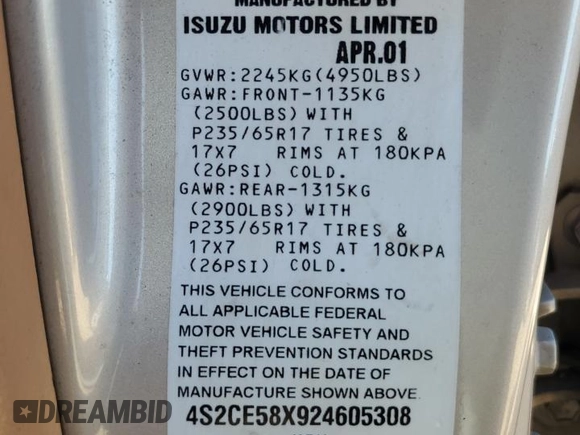 MANUFACTURED BY
ISUZU MOTORS LIMITED
APR.01
GVWR:2245KG(4950LBS)
GAWR:FRONT-1135KG
(2500LBS) WITH
P235/65R17 TIRES &
17X7 RIMS AT 180KPA
(26PSI) COLD.
GAWR:REAR-1315KG
(2900LBS) WITH
P235/65R17 TIRES &
17X7 RIMS AT 180KPA
(26PSI) COLD.
THIS VEHICLE CONFORMS TO
ALL APPLICABLE FEDERAL
MOTOR VEHICLE SAFETY AND
THEFT PREVENTION STANDARDS
IN EFFECT ON THE DATE OF
MANUFACTURE SHOWN ABOVE.
4S2CE58X924605308
DREAMBID